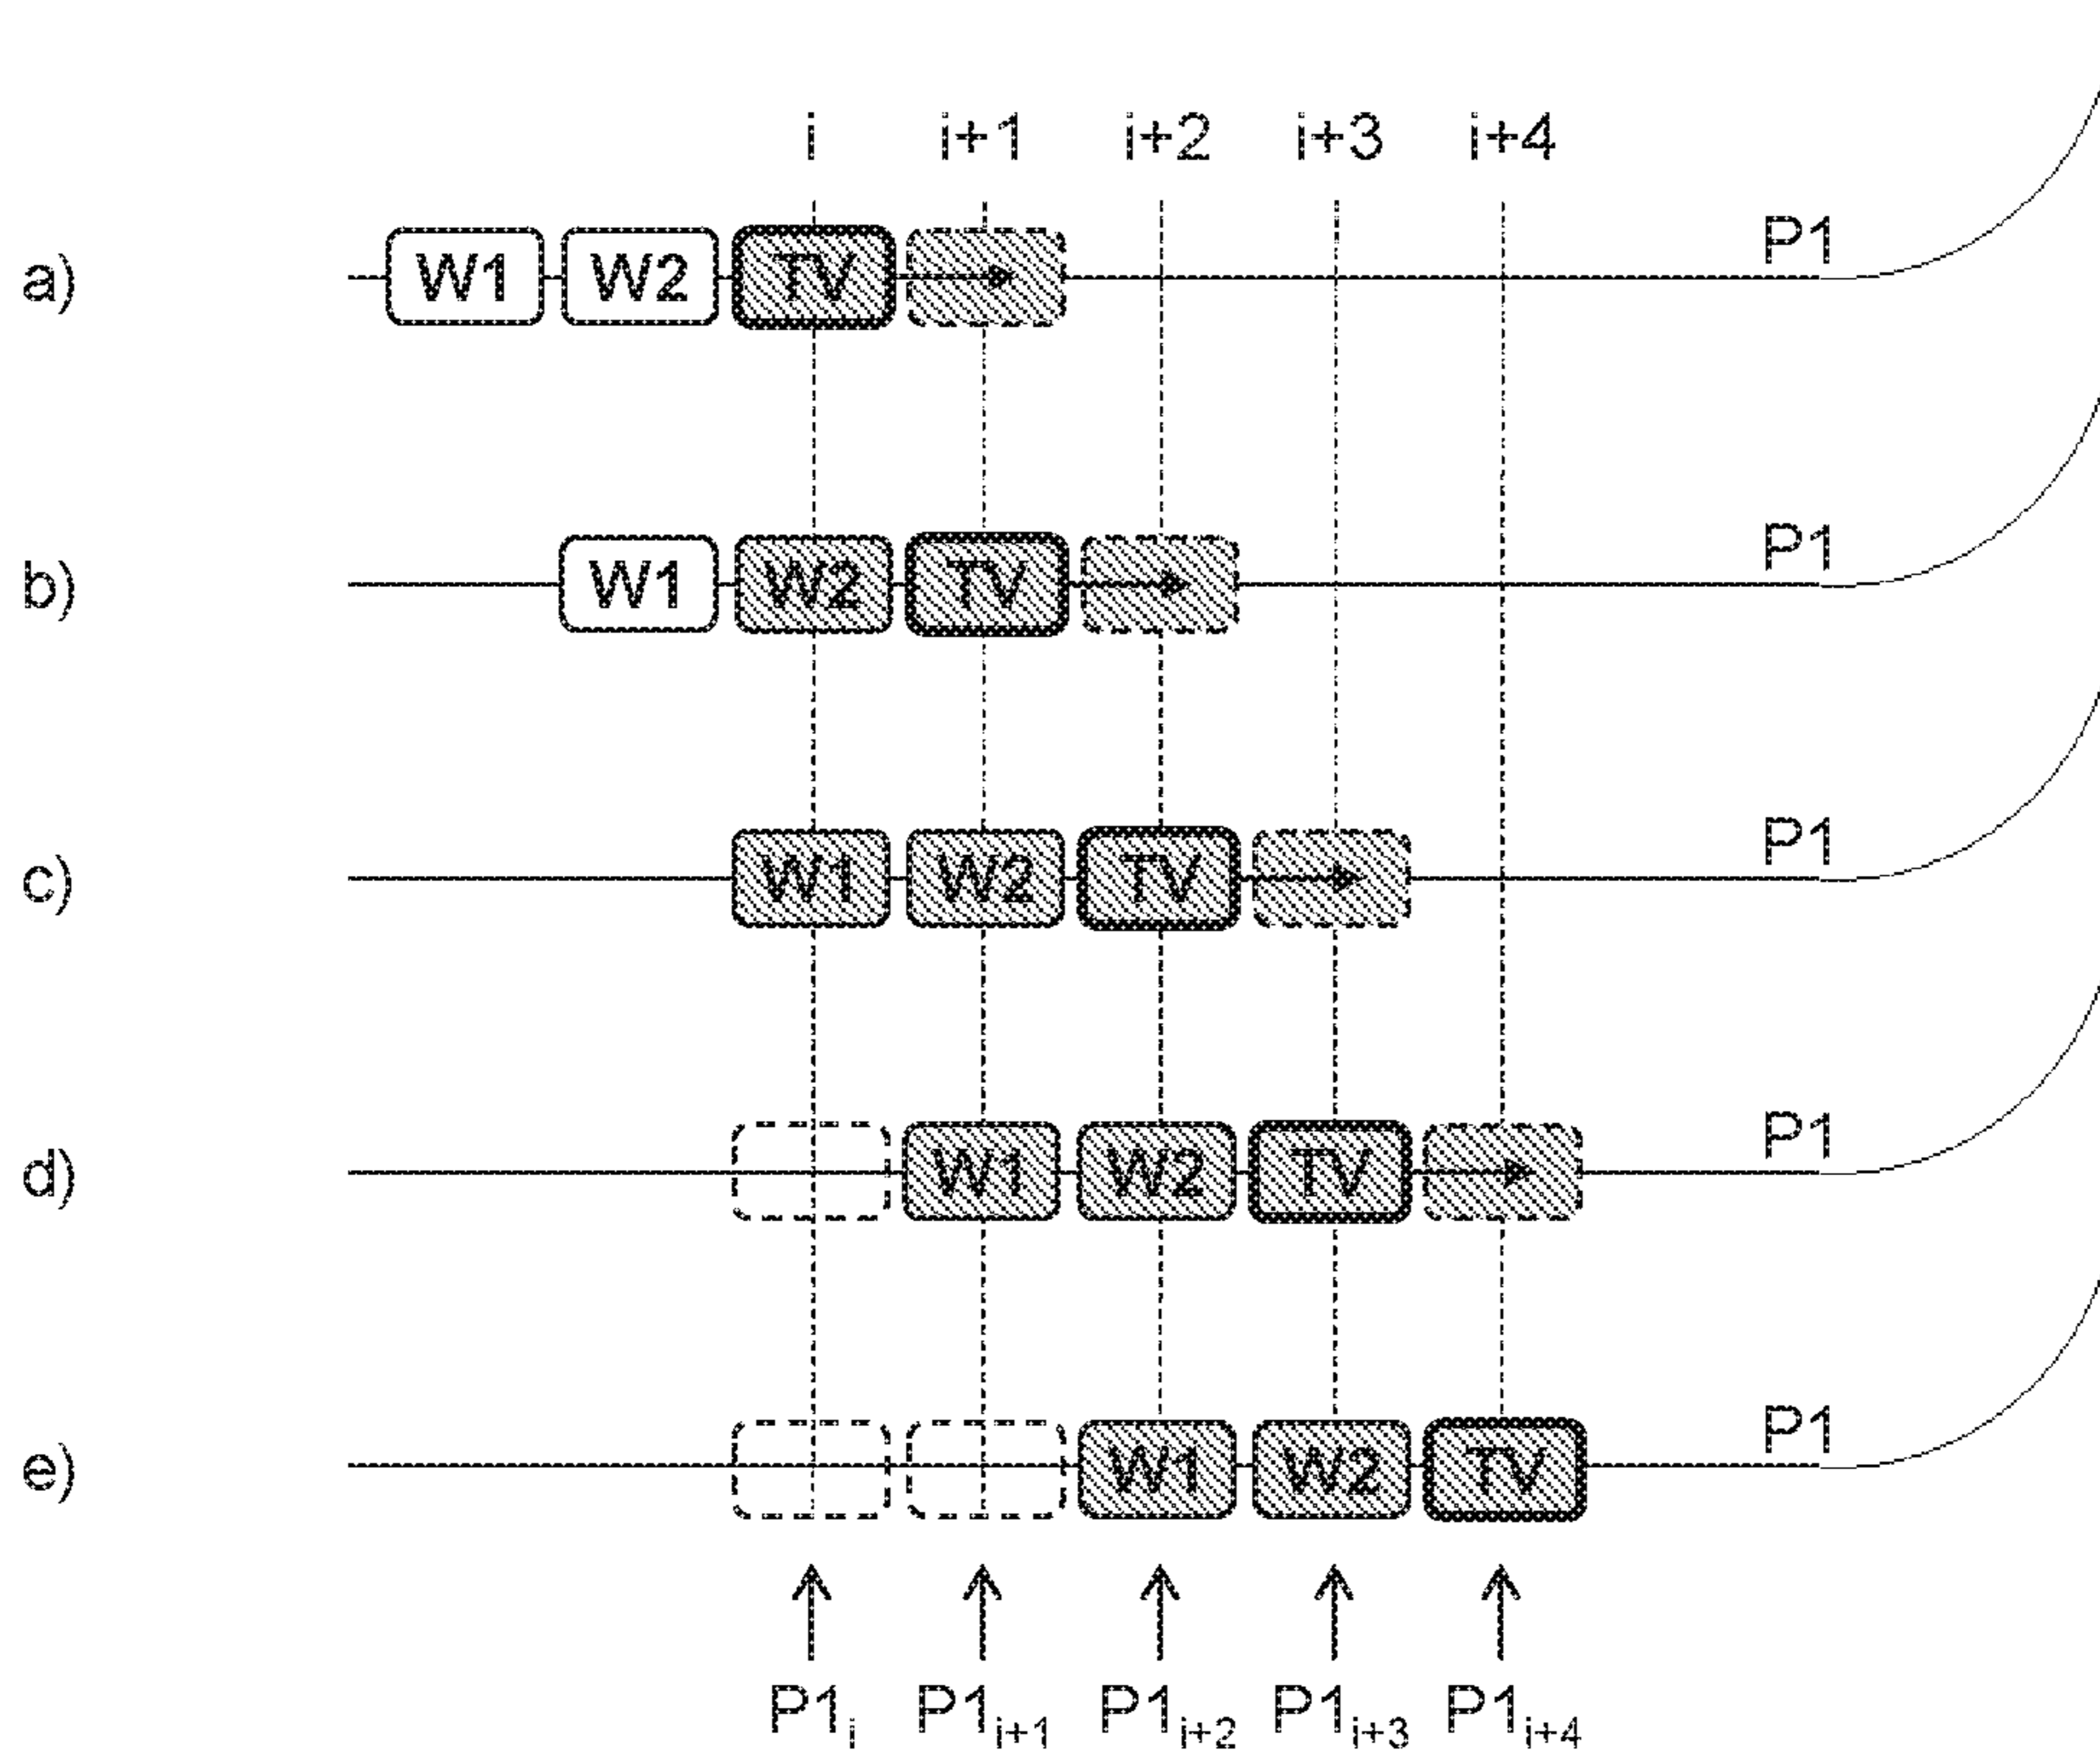 i i+1 i+2 i+3 i+4
P1
a) W1 W2 TV
P1
b) W1 W2 TV
P1
c) W1 W2 TV
P1
d) W1 W2 TV
P1
e) W1 W2 TV
P1i P1i+1 P1i+2 P1i+3 P1i+4